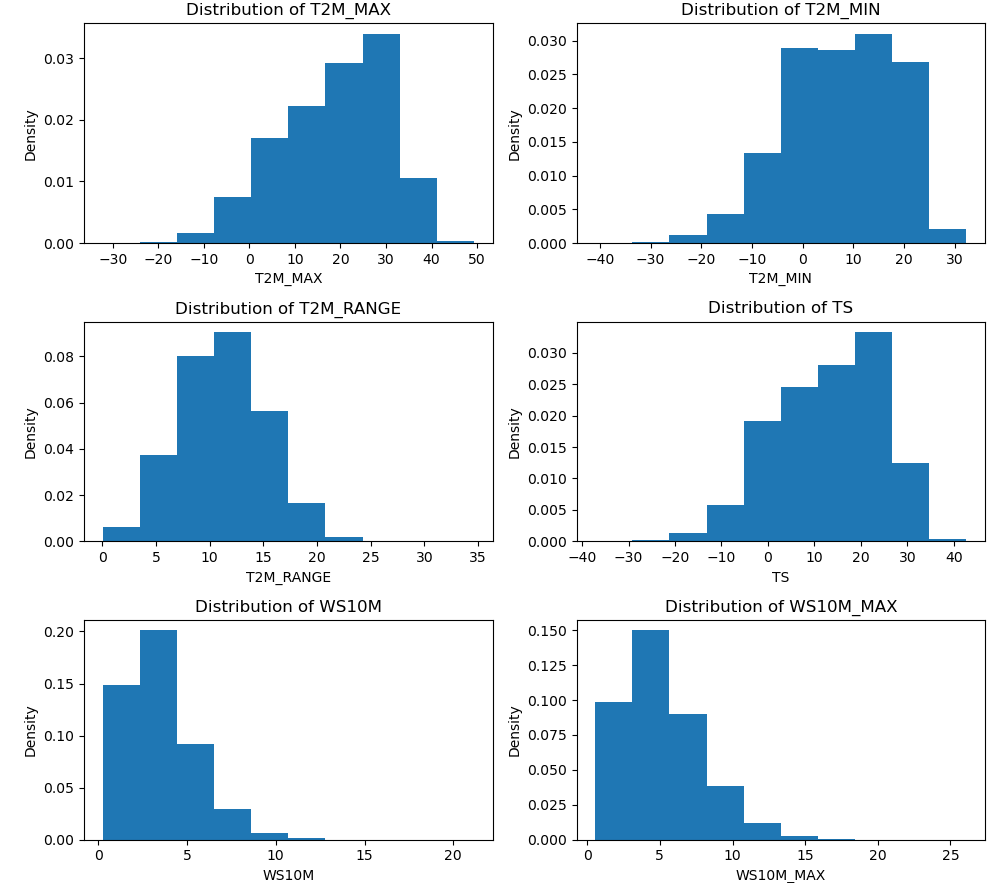 Distribution of T2M_MAX
Density
0.00
0.01
0.02
0.03
−30 −20 −10 0 10 20 30 40 50
T2M_MAX
Distribution of T2M_MIN
Density
0.000
0.005
0.010
0.015
0.020
0.025
0.030
−40 −30 −20 −10 0 10 20 30
T2M_MIN
Distribution of T2M_RANGE
Density
0.00
0.02
0.04
0.06
0.08
0 5 10 15 20 25 30 35
T2M_RANGE
Distribution of TS
Density
0.000
0.005
0.010
0.015
0.020
0.025
0.030
−40 −30 −20 −10 0 10 20 30 40
TS
Distribution of WS10M
Density
0.00
0.05
0.10
0.15
0.20
0 5 10 15 20
WS10M
Distribution of WS10M_MAX
Density
0.000
0.025
0.050
0.075
0.100
0.125
0.150
0 5 10 15 20 25
WS10M_MAX